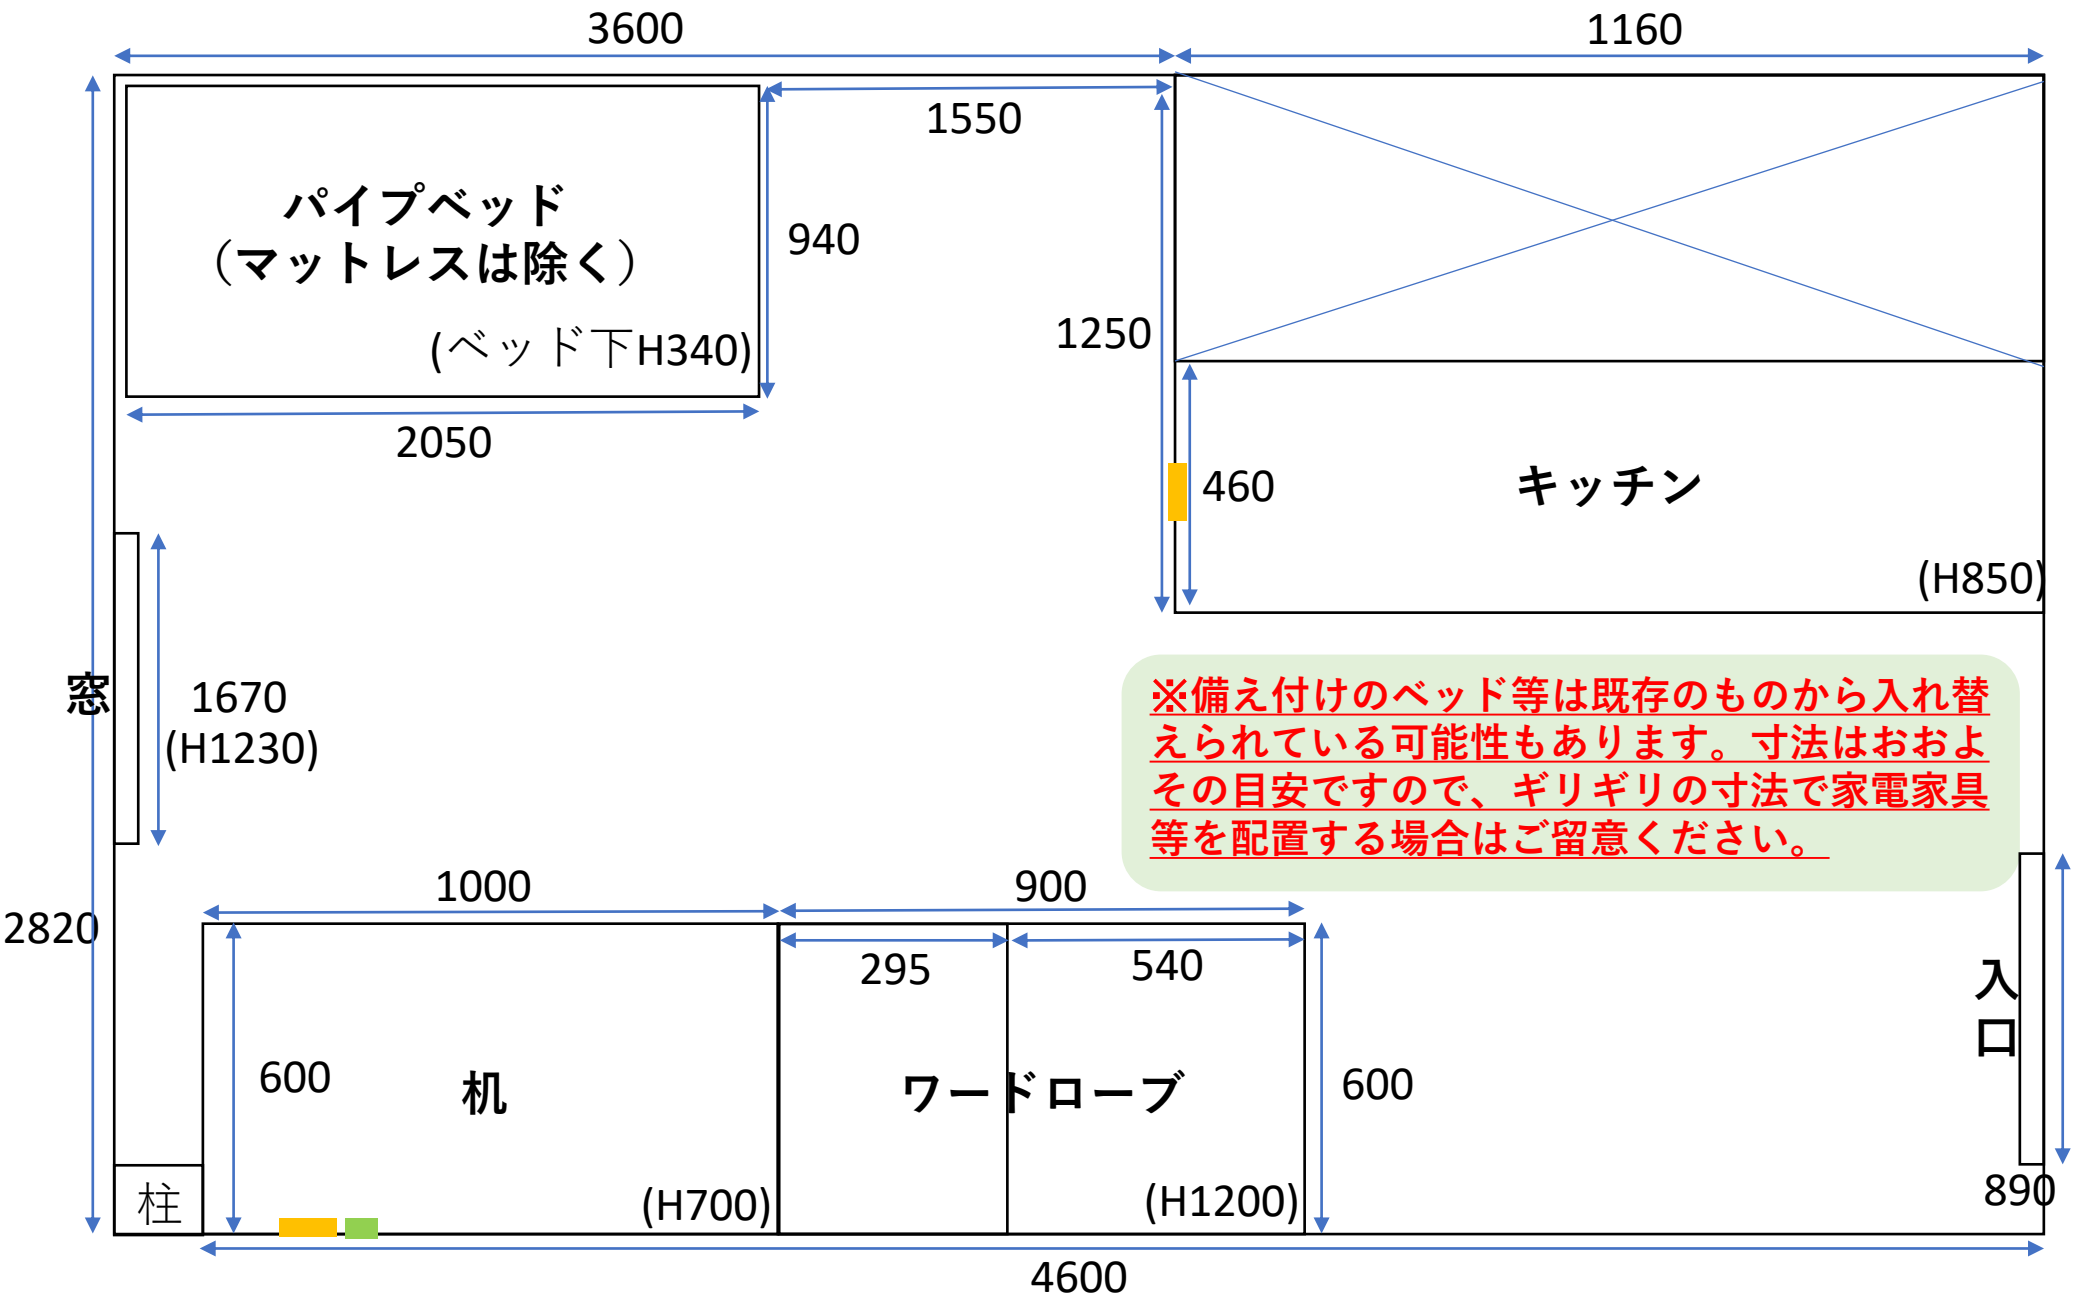 3600
1160
1550
パイプベッド
（マットレスは除く）
(ベッド下H340)
940
2050
1250
460
キッチン
(H850)
窓
1670
(H1230)
※備え付けのベッド等は既存のものから入れ替
えられている可能性もあります。寸法はおおよ
その目安ですので、ギリギリの寸法で家電家具
等を配置する場合はご留意ください。
2820
1000
900
295
540
600
机
(H700)
ワードローブ
(H1200)
600
入口
890
柱
4600